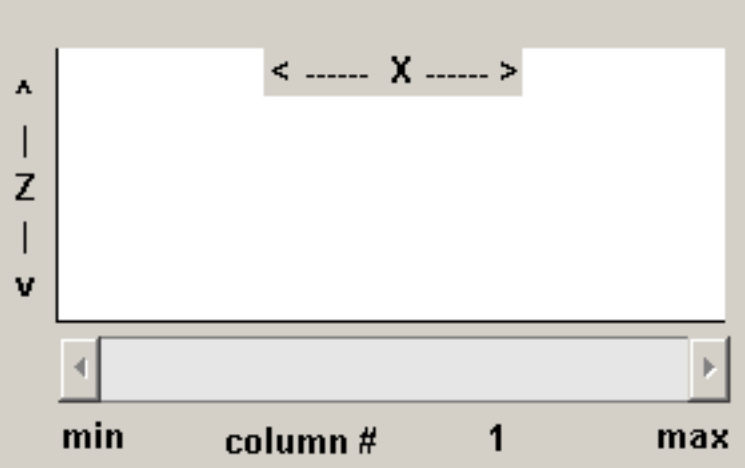 < ------ X ------ >
^
|
Z
|
v
min column # 1 max